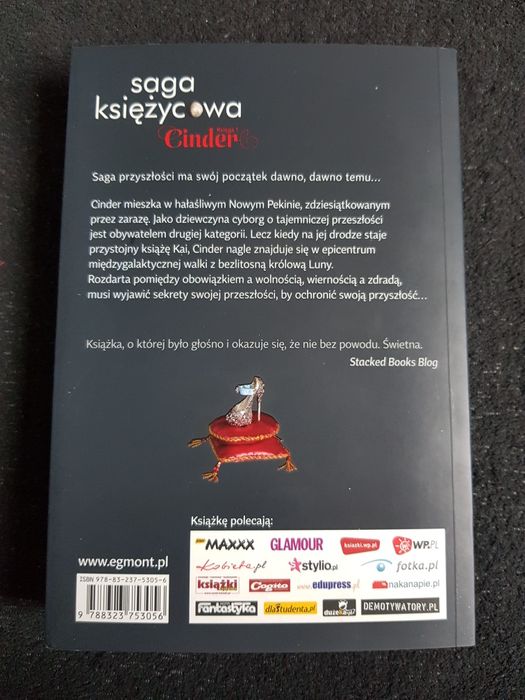 saga
księżycowa
Księga 1
Cinder
Saga przyszłości ma swój początek dawno, dawno temu...
Cinder mieszka w hałaśliwym Nowym Pekinie, zdziesiątkowanym
przez zarazę. Jako dziewczyna cyborg o tajemniczej przeszłości
jest obywatelem drugiej kategorii. Lecz kiedy na jej drodze staje
przystojny książę Kai, Cinder nagle znajduje się w epicentrum
międzygalaktycznej walki z bezlitosną królową Luny.
Rozdarta pomiędzy obowiązkiem a wolnością, wiernością a zdradą,
musi wyjawić sekrety swojej przeszłości, by ochronić swoją przyszłość...
Książka, o której było głośno i okazuje się, że nie bez powodu. Świetna.
Stacked Books Blog
Książkę polecają:
MAXXX GLAMOUR ksiazki.wp.pl WP.PL
Kobieta.pl stylio.pl fotka.pl
książki Cogito www.edupress.pl nakanapie.pl
fantastyka dlaStudenta.pl dużeKa DEMOTYWATORY.PL
www.egmont.pl
ISBN 978-83-237-5305-6
9 788323 753056